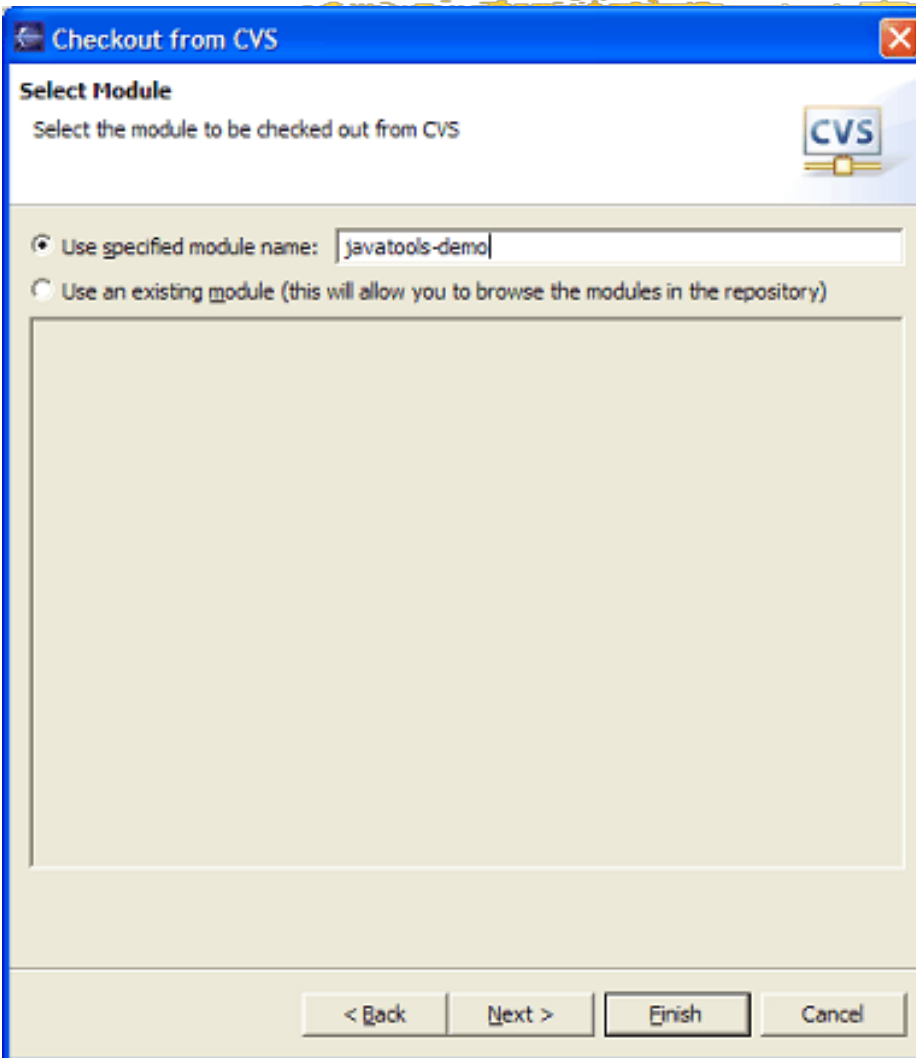 Checkout from CVS
Select Module
Select the module to be checked out from CVS
CVS
Use specified module name: javatools-demo
Use an existing module (this will allow you to browse the modules in the repository)
< Back Next > Finish Cancel